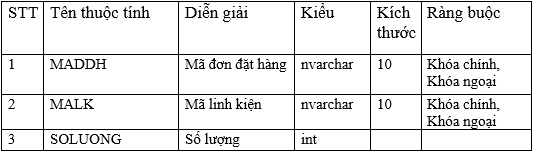 STT Tên thuộc tính Diễn giải Kiểu Kích thước Ràng buộc
1 MADDH Mã đơn đặt hàng nvarchar 10 Khóa chính, Khóa ngoại
2 MALK Mã linh kiện nvarchar 10 Khóa chính, Khóa ngoại
3 SOLUONG Số lượng int